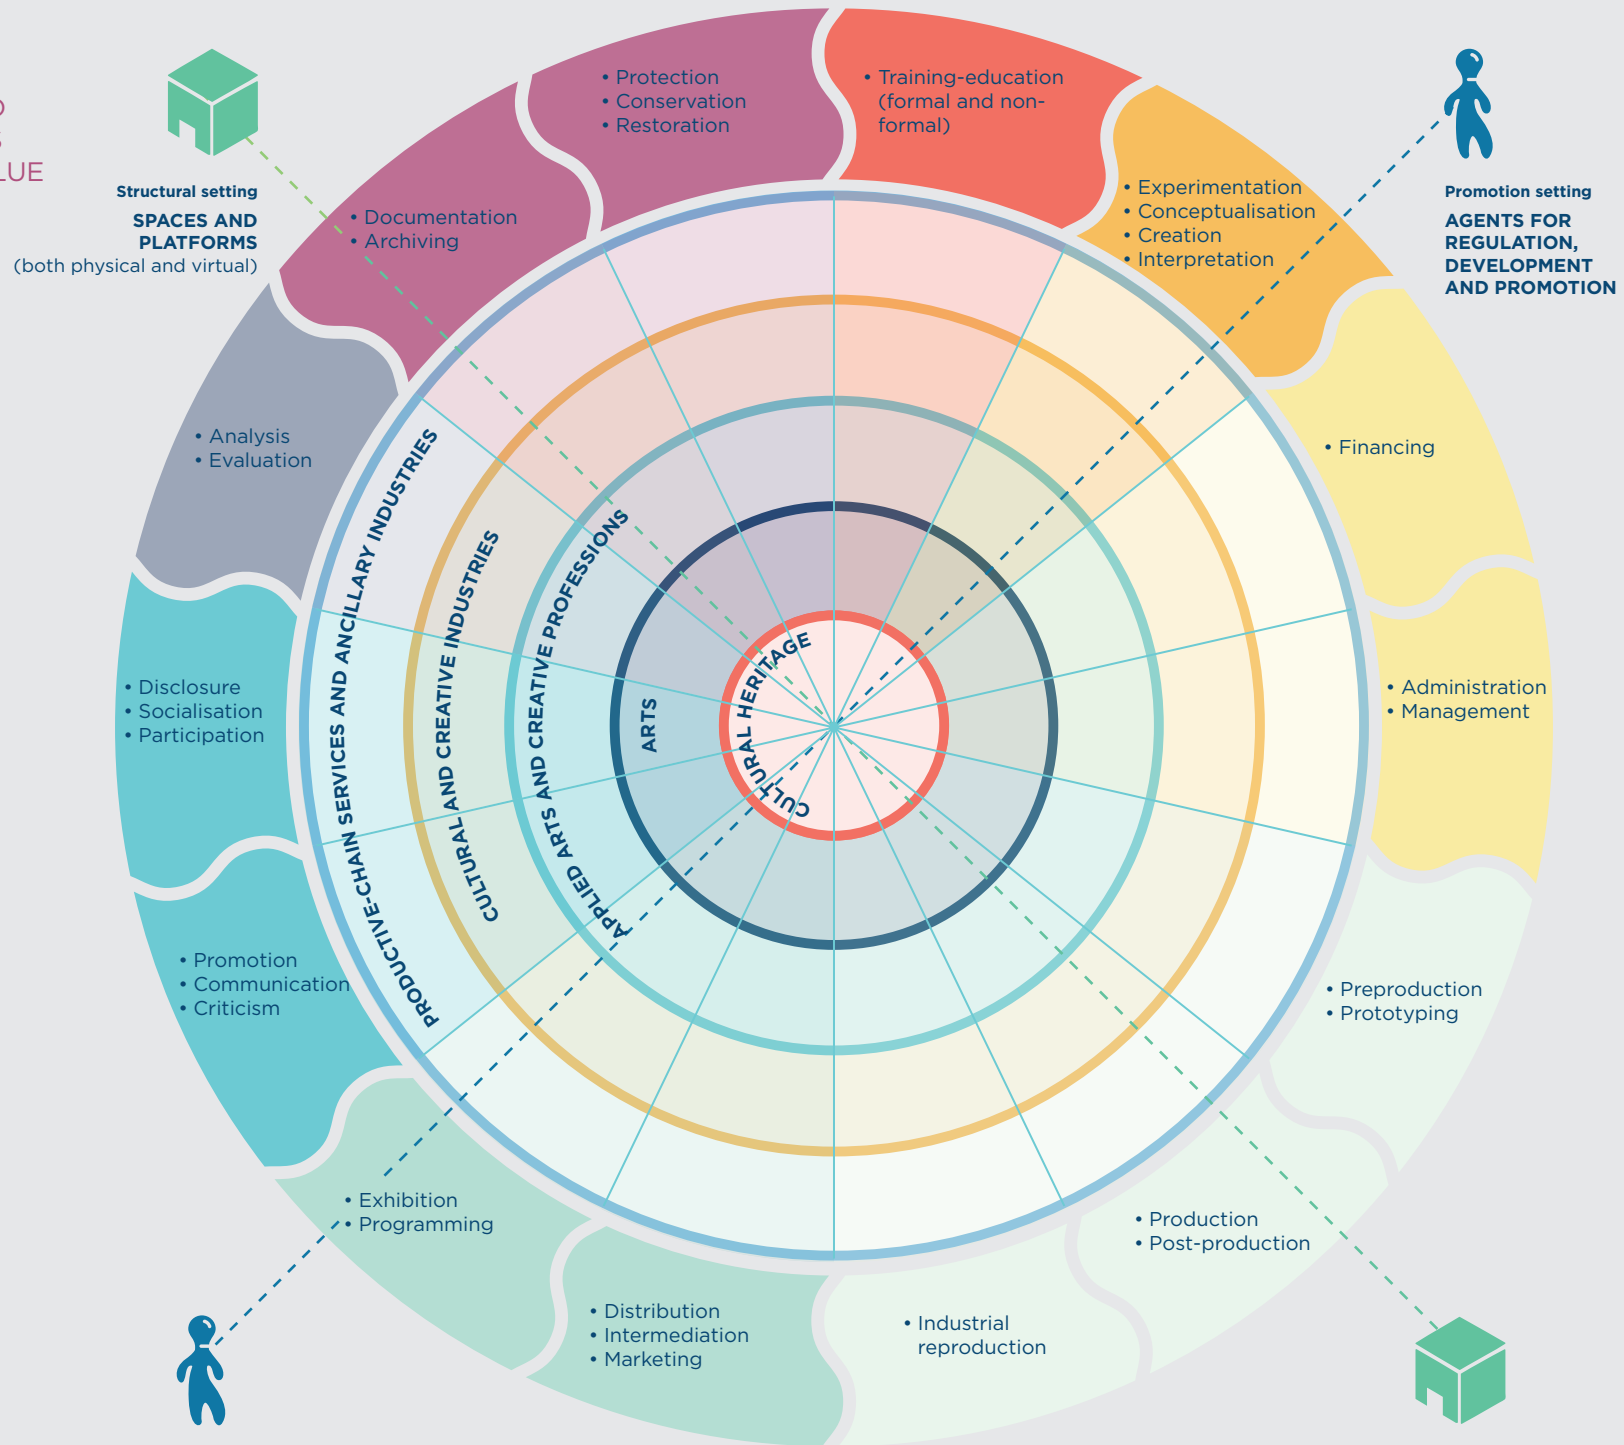 LUE
Structural setting
SPACES AND
PLATFORMS
(both physical and virtual)
Promotion setting
AGENTS FOR
REGULATION,
DEVELOPMENT
AND PROMOTION
• Protection
• Conservation
• Restoration
• Training-education
(formal and non-
formal)
• Experimentation
• Conceptualisation
• Creation
• Interpretation
• Financing
• Administration
• Management
• Preproduction
• Prototyping
• Production
• Post-production
• Industrial
reproduction
• Distribution
• Intermediation
• Marketing
• Exhibition
• Programming
• Promotion
• Communication
• Criticism
• Disclosure
• Socialisation
• Participation
• Analysis
• Evaluation
• Documentation
• Archiving
PRODUCTIVE-CHAIN SERVICES AND ANCILLARY INDUSTRIES
CULTURAL AND CREATIVE INDUSTRIES
APPLIED ARTS AND CREATIVE PROFESSIONS
ARTS
CULTURAL HERITAGE